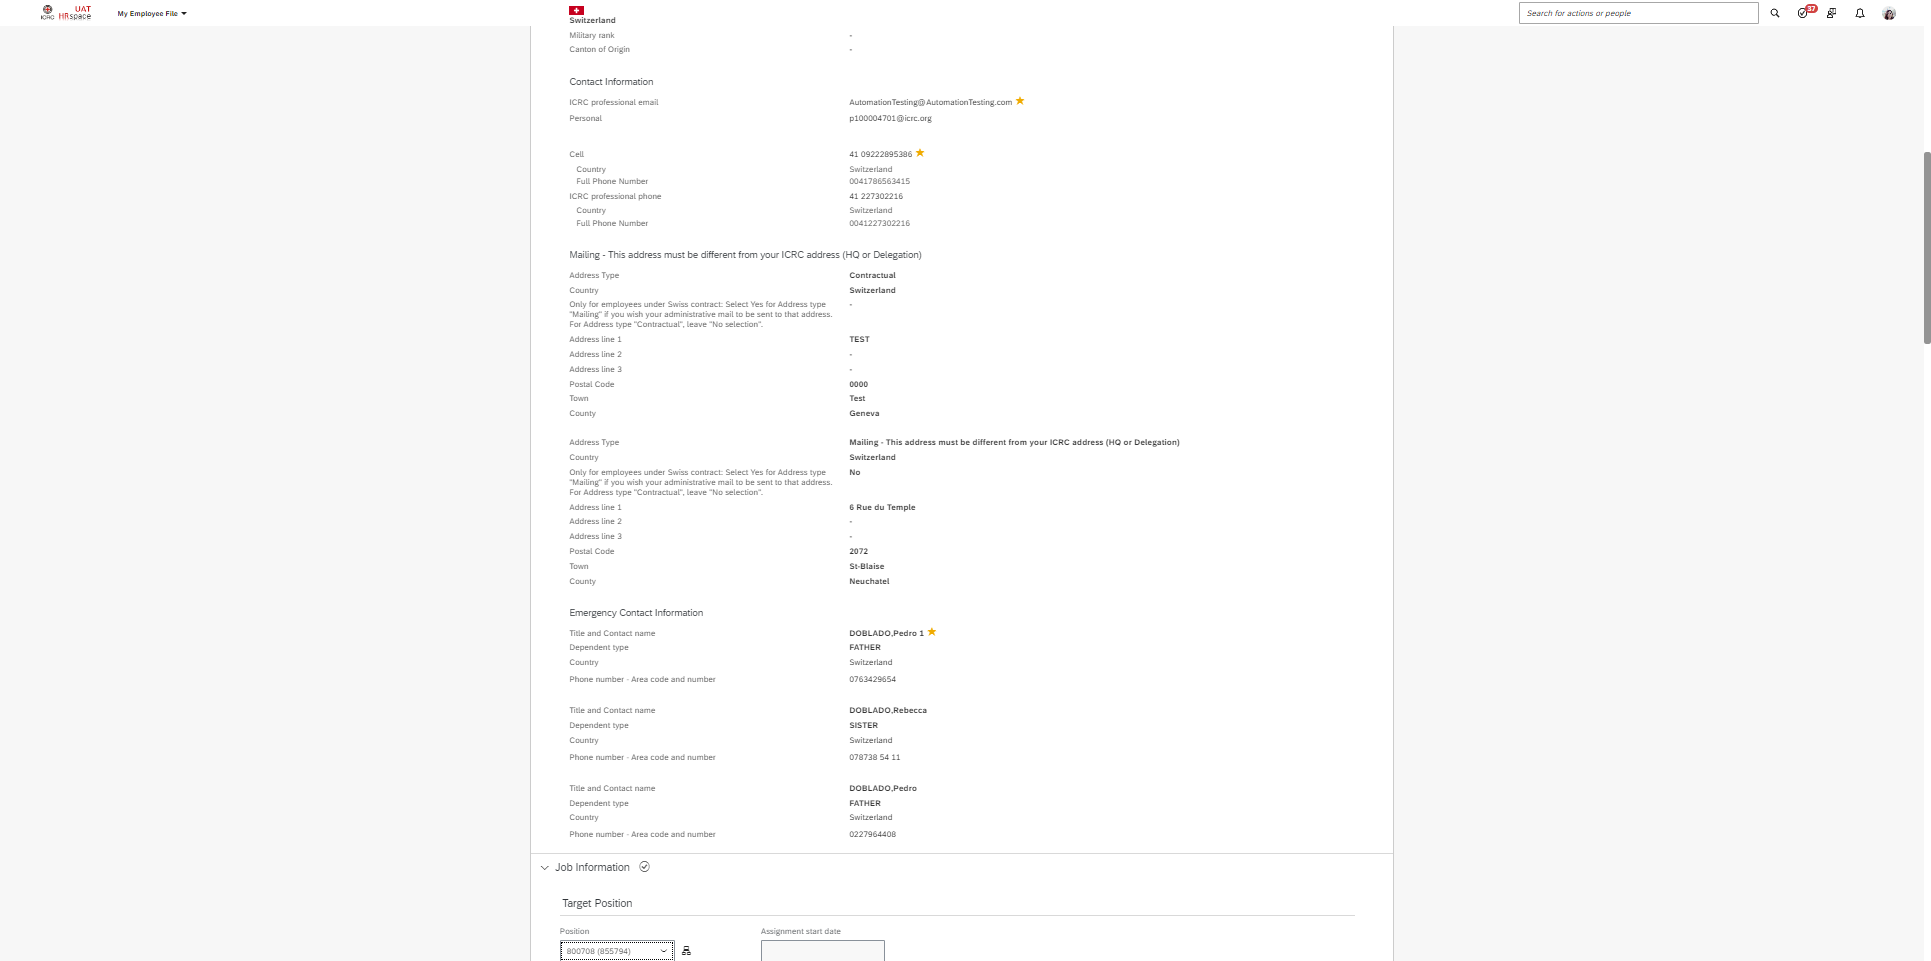 ICRC
UAT
HRspace
My Employee File
Search for actions or people
37
Switzerland
Military rank -
Canton of Origin -
Contact Information
ICRC professional email AutomationTesting@AutomationTesting.com
Personal p100004701@icrc.org
Cell 41 09222895386
Country Switzerland
Full Phone Number 0041786563415
ICRC professional phone 41 227302216
Country Switzerland
Full Phone Number 0041227302216
Mailing - This address must be different from your ICRC address (HQ or Delegation)
Address Type Contractual
Country Switzerland
Only for employees under Swiss contract: Select Yes for Address type -
"Mailing" if you wish your administrative mail to be sent to that address.
For Address type "Contractual", leave "No selection".
Address line 1 TEST
Address line 2 -
Address line 3 -
Postal Code 0000
Town Test
County Geneva
Address Type Mailing - This address must be different from your ICRC address (HQ or Delegation)
Country Switzerland
Only for employees under Swiss contract: Select Yes for Address type No
"Mailing" if you wish your administrative mail to be sent to that address.
For Address type "Contractual", leave "No selection".
Address line 1 6 Rue du Temple
Address line 2 -
Address line 3 -
Postal Code 2072
Town St-Blaise
County Neuchatel
Emergency Contact Information
Title and Contact name DOBLADO,Pedro 1
Dependent type FATHER
Country Switzerland
Phone number - Area code and number 0763429654
Title and Contact name DOBLADO,Rebecca
Dependent type SISTER
Country Switzerland
Phone number - Area code and number 078738 54 11
Title and Contact name DOBLADO,Pedro
Dependent type FATHER
Country Switzerland
Phone number - Area code and number 0227964408
Job Information
Target Position
Position Assignment start date
800708 (855794)